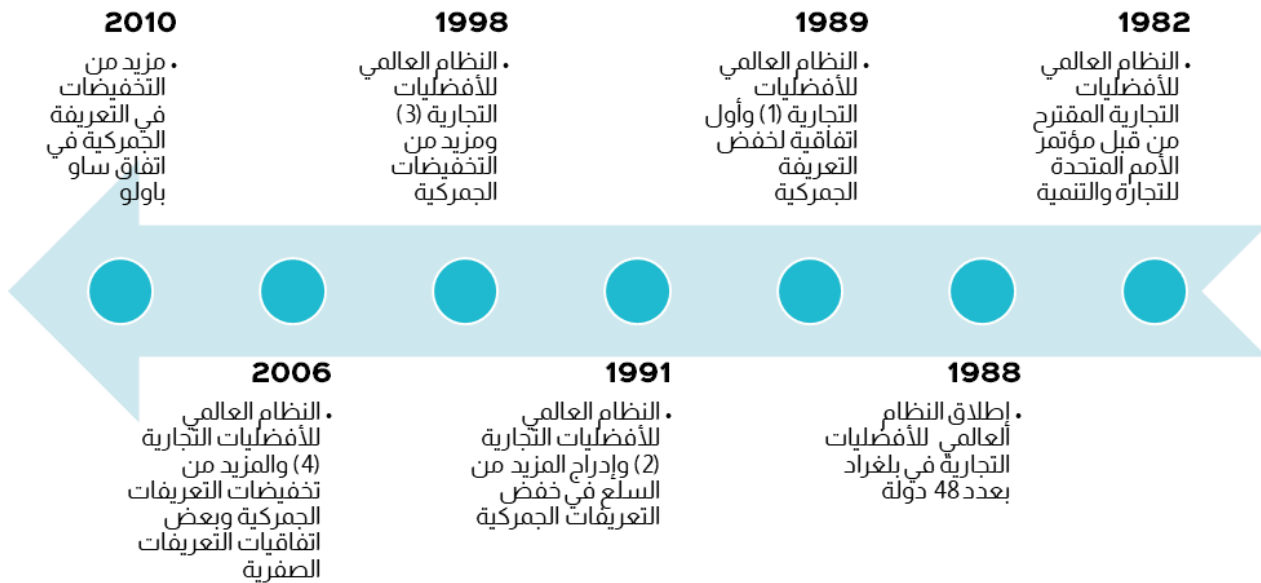 1982
• النظام العالمي
للأفضليات
التجارية المقترح
من قبل مؤتمر
الأمم المتحدة
للتجارة والتنمية
1988
• إطلاق النظام
العالمي للأفضليات
التجارية في بلغراد
بعدد 48 دولة
1989
• النظام العالمي
للأفضليات
التجارية (1) وأول
اتفاقية لخفض
التعريفة
الجمركية
1991
• النظام العالمي
للأفضليات التجارية
(2) وإدراج المزيد من
السلع في خفض
التعريفات الجمركية
1998
• النظام العالمي
للأفضليات
التجارية (3)
ومزيد من
التخفيضات
الجمركية
2006
• النظام العالمي
للأفضليات التجارية
(4) والمزيد من
تخفيضات التعريفات
الجمركية وبعض
اتفاقيات التعريفات
الصفرية
2010
• مزيد من
التخفيضات
في التعريفة
الجمركية في
اتفاق ساو
باولو